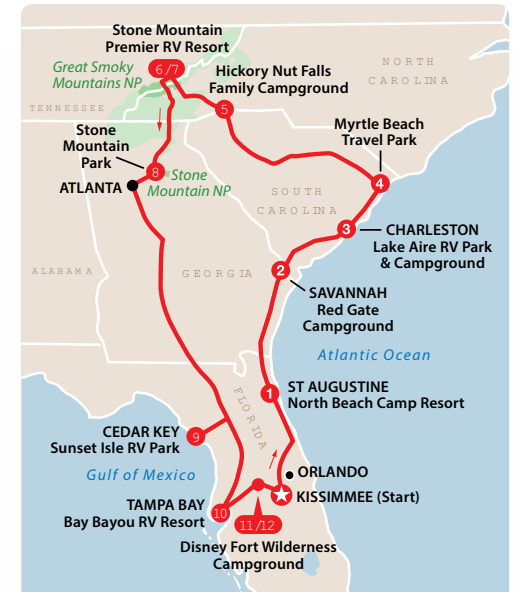 Stone Mountain
Premier RV Resort
6/7
Great Smoky
Mountains NP
NORTH
CAROLINA
Hickory Nut Falls
Family Campground
TENNESSEE
5
Myrtle Beach
Travel Park
Stone
Mountain
Park
8
Stone
Mountain NP
4
ATLANTA
SOUTH
CAROLINA
3
CHARLESTON
Lake Aire RV Park
& Campground
ALABAMA
GEORGIA
2
SAVANNAH
Red Gate
Campground
Atlantic Ocean
1
ST AUGUSTINE
North Beach Camp Resort
FLORIDA
CEDAR KEY
Sunset Isle RV Park
9
Gulf of Mexico
ORLANDO
KISSIMMEE (Start)
TAMPA BAY
Bay Bayou RV Resort
10
11/12
Disney Fort Wilderness
Campground